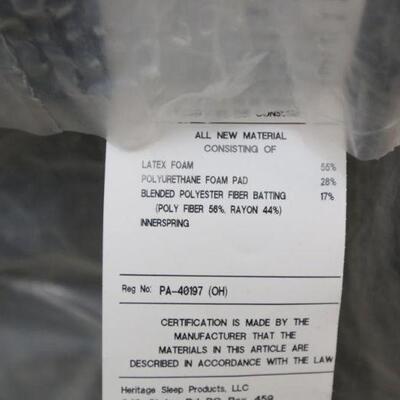 ALL NEW MATERIAL
CONSISTING OF
LATEX FOAM 55%
POLYURETHANE FOAM PAD 28%
BLENDED POLYESTER FIBER BATTING 17%
(POLY FIBER 56%, RAYON 44%)
INNERSPRING
Reg No: PA-40197 (OH)
CERTIFICATION IS MADE BY THE
MANUFACTURER THAT THE
MATERIALS IN THIS ARTICLE ARE
DESCRIBED IN ACCORDANCE WITH THE LAW
Heritage Sleep Products, LLC